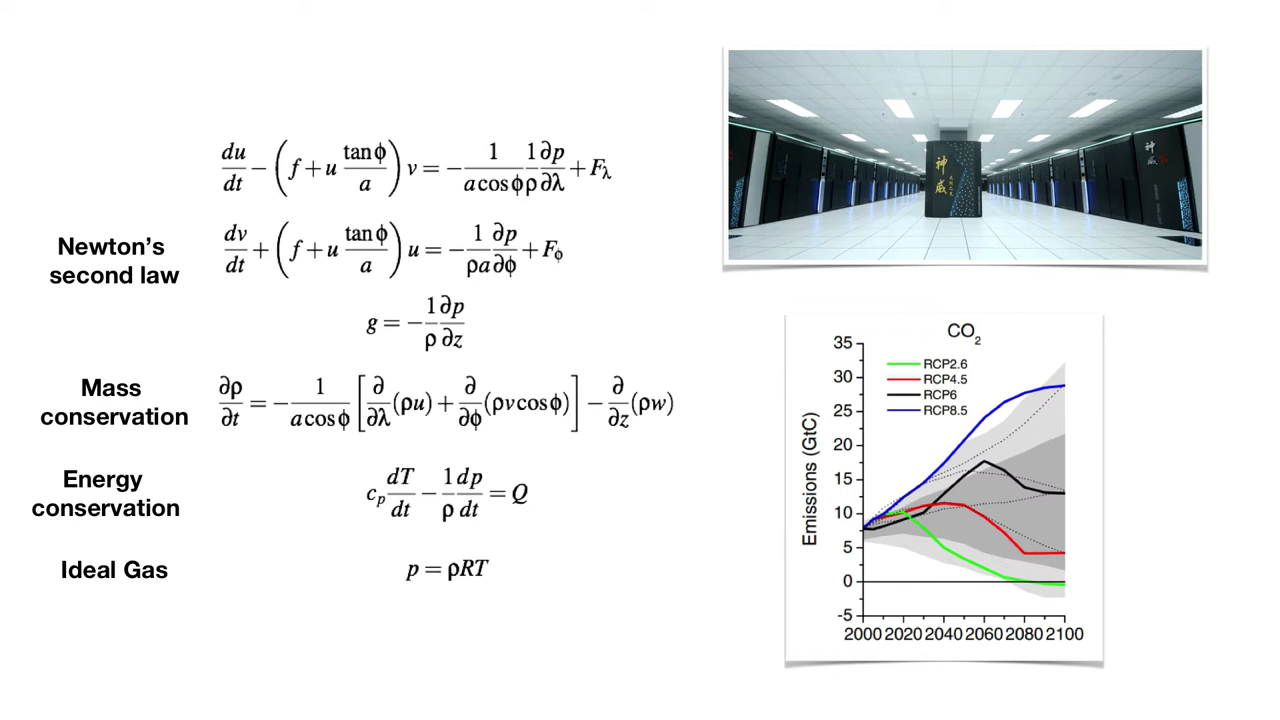 du/dt − (f + u tanϕ/a) v = − 1/(a cosϕ) 1/ρ ∂p/∂λ + F_λ
dv/dt + (f + u tanϕ/a) u = − 1/(ρa) ∂p/∂ϕ + F_ϕ
Newton’s
second law
g = − 1/ρ ∂p/∂z
Mass
conservation
∂ρ/∂t = − 1/(a cosϕ) [∂/∂λ (ρu) + ∂/∂ϕ (ρv cosϕ)] − ∂/∂z (ρw)
Energy
conservation
c_p dT/dt − 1/ρ dp/dt = Q
Ideal Gas
p = ρRT
神威
神威
CO₂
RCP2.6
RCP4.5
RCP6
RCP8.5
Emissions (GtC)
35
30
25
20
15
10
5
0
-5
2000 2020 2040 2060 2080 2100